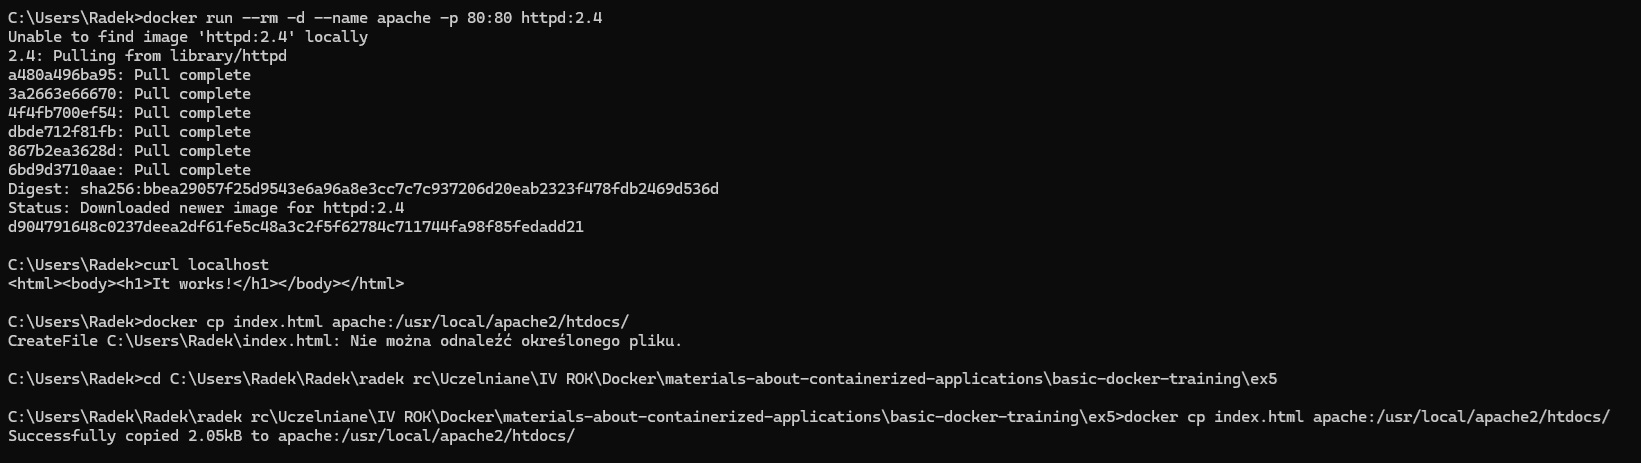 C:\Users\Radek>docker run --rm -d --name apache -p 80:80 httpd:2.4
Unable to find image 'httpd:2.4' locally
2.4: Pulling from library/httpd
a480a496ba95: Pull complete
3a2663e66670: Pull complete
4f4fb700ef54: Pull complete
dbde712f81fb: Pull complete
867b2ea3628d: Pull complete
6bd9d3710aae: Pull complete
Digest: sha256:bbea29057f25d9543e6a96a8e3cc7c7c937206d20eab2323f478fdb2469d536d
Status: Downloaded newer image for httpd:2.4
d904791648c0237deea2df61fe5c48a3c2f5f62784c711744fa98f85fedadd21
C:\Users\Radek>curl localhost
<html><body><h1>It works!</h1></body></html>
C:\Users\Radek>docker cp index.html apache:/usr/local/apache2/htdocs/
CreateFile C:\Users\Radek\index.html: Nie można odnaleźć określonego pliku.
C:\Users\Radek>cd C:\Users\Radek\Radek\radek rc\Uczelniane\IV ROK\Docker\materials-about-containerized-applications\basic-docker-training\ex5
C:\Users\Radek\Radek\radek rc\Uczelniane\IV ROK\Docker\materials-about-containerized-applications\basic-docker-training\ex5>docker cp index.html apache:/usr/local/apache2/htdocs/
Successfully copied 2.05kB to apache:/usr/local/apache2/htdocs/